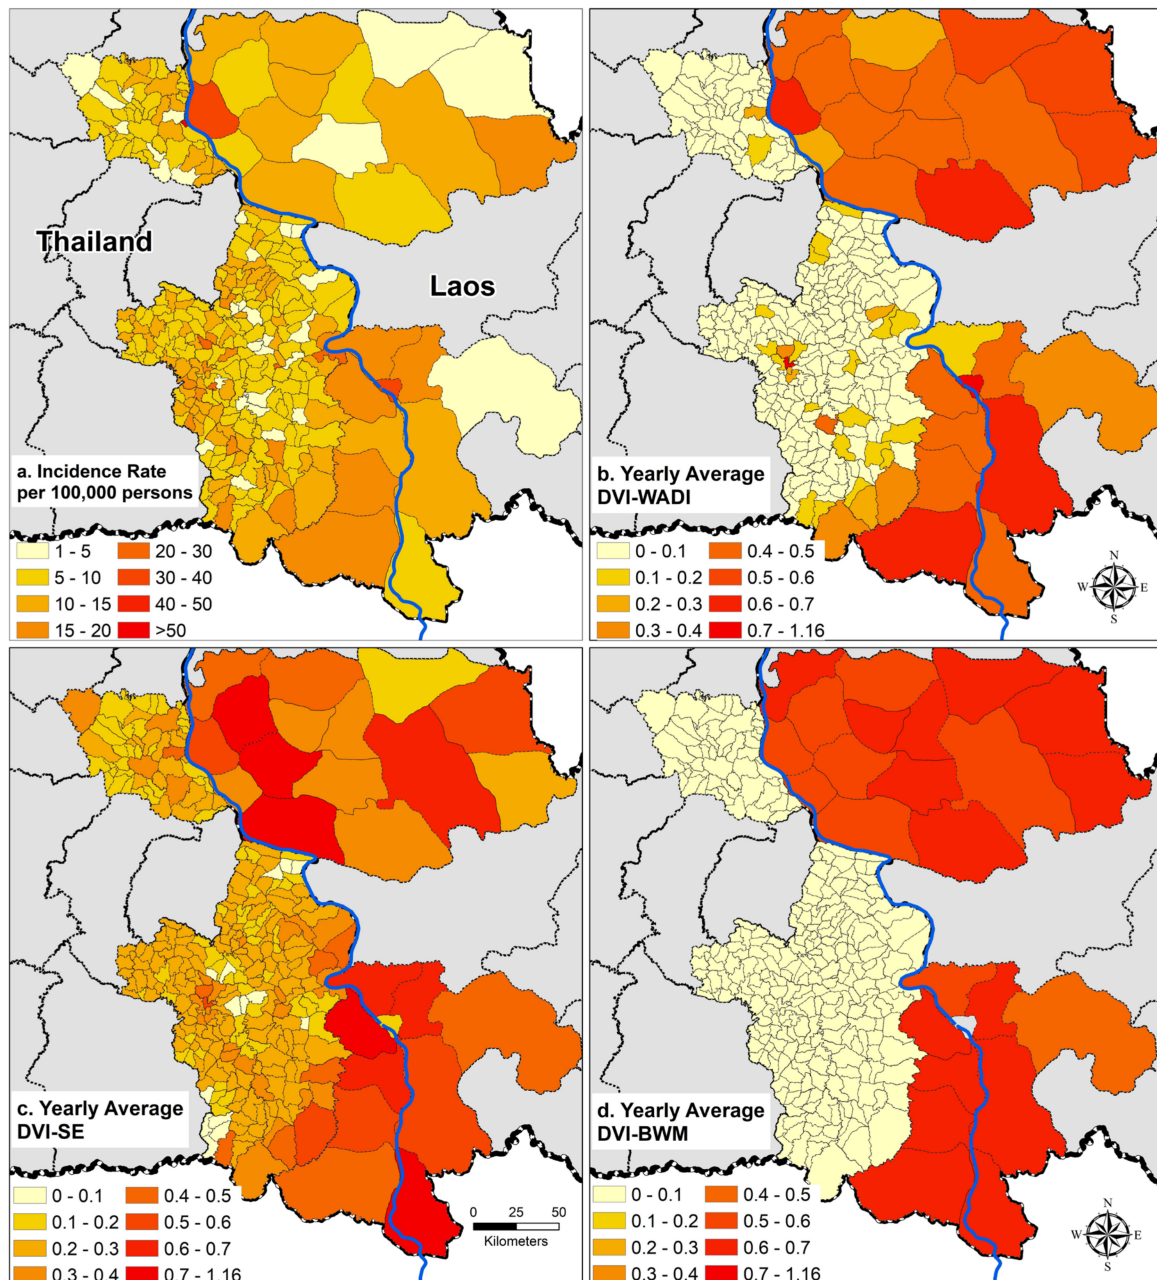 Thailand
Laos
a. Incidence Rate
per 100,000 persons
1 - 5
20 - 30
5 - 10
30 - 40
10 - 15
40 - 50
15 - 20
>50
b. Yearly Average
DVI-WADI
0 - 0.1
0.4 - 0.5
0.1 - 0.2
0.5 - 0.6
0.2 - 0.3
0.6 - 0.7
0.3 - 0.4
0.7 - 1.16
N
W
E
S
c. Yearly Average
DVI-SE
0 - 0.1
0.4 - 0.5
0.1 - 0.2
0.5 - 0.6
0.2 - 0.3
0.6 - 0.7
0.3 - 0.4
0.7 - 1.16
0 25 50
Kilometers
d. Yearly Average
DVI-BWM
0 - 0.1
0.4 - 0.5
0.1 - 0.2
0.5 - 0.6
0.2 - 0.3
0.6 - 0.7
0.3 - 0.4
0.7 - 1.16
N
W
E
S